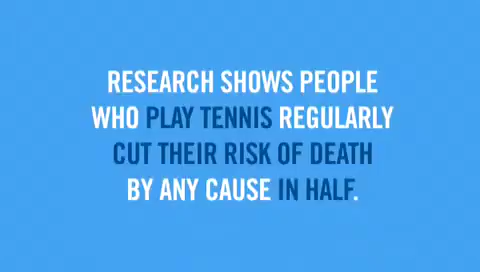 RESEARCH SHOWS PEOPLE
WHO PLAY TENNIS REGULARLY
CUT THEIR RISK OF DEATH
BY ANY CAUSE IN HALF.